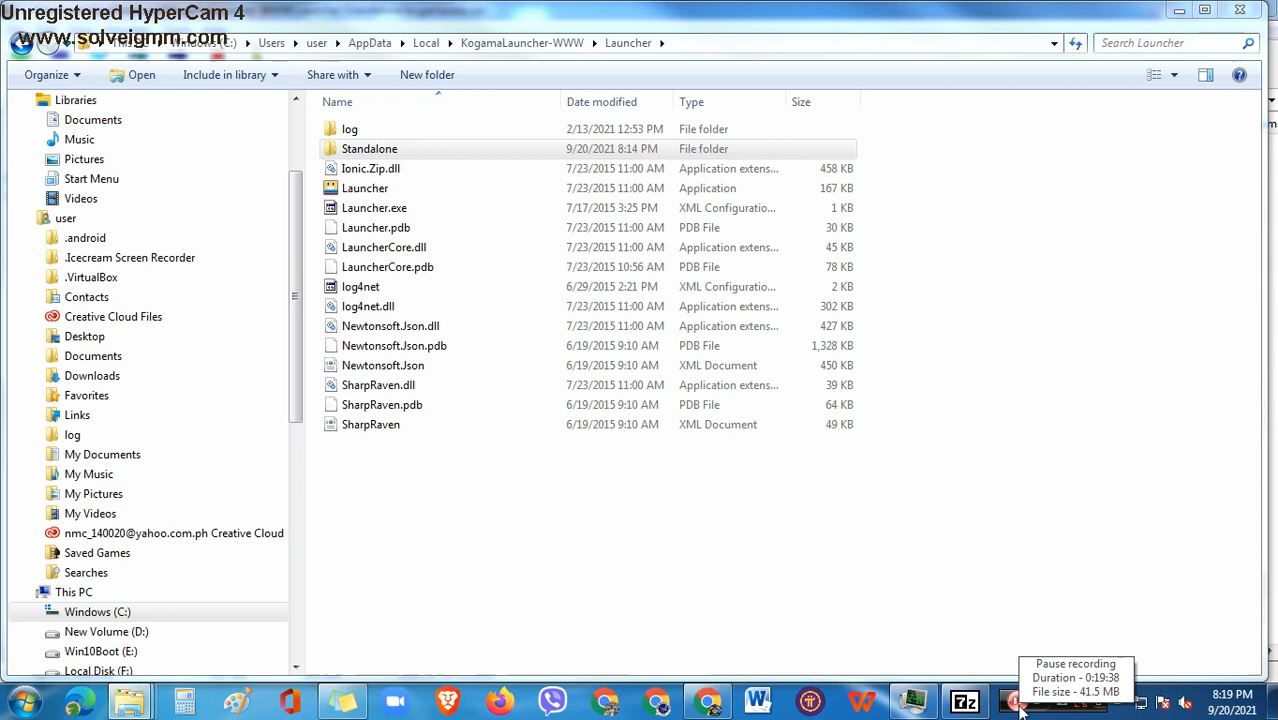 Unregistered HyperCam 4
www.solveigmm.com
Windows (C:) Users user AppData Local KogamaLauncher-WWW Launcher
Search Launcher
Organize Open Include in library Share with New folder
Libraries
Documents
Music
Pictures
Start Menu
Videos
user
.android
.Icecream Screen Recorder
.VirtualBox
Contacts
Creative Cloud Files
Desktop
Documents
Downloads
Favorites
Links
log
My Documents
My Music
My Pictures
My Videos
nmc_140020@yahoo.com.ph Creative Cloud
Saved Games
Searches
This PC
Windows (C:)
New Volume (D:)
Win10Boot (E:)
Local Disk (F:)
Name Date modified Type Size
log 2/13/2021 12:53 PM File folder
Standalone 9/20/2021 8:14 PM File folder
Ionic.Zip.dll 7/23/2015 11:00 AM Application extens... 458 KB
Launcher 7/23/2015 11:00 AM Application 167 KB
Launcher.exe 7/17/2015 3:25 PM XML Configuratio... 1 KB
Launcher.pdb 7/23/2015 11:00 AM PDB File 30 KB
LauncherCore.dll 7/23/2015 11:00 AM Application extens... 45 KB
LauncherCore.pdb 7/23/2015 10:56 AM PDB File 78 KB
log4net 6/29/2015 2:21 PM XML Configuratio... 2 KB
log4net.dll 7/23/2015 11:00 AM Application extens... 302 KB
Newtonsoft.Json.dll 7/23/2015 11:00 AM Application extens... 427 KB
Newtonsoft.Json.pdb 6/19/2015 9:10 AM PDB File 1,328 KB
Newtonsoft.Json 6/19/2015 9:10 AM XML Document 450 KB
SharpRaven.dll 7/23/2015 11:00 AM Application extens... 39 KB
SharpRaven.pdb 6/19/2015 9:10 AM PDB File 64 KB
SharpRaven 6/19/2015 9:10 AM XML Document 49 KB
Pause recording
Duration - 0:19:38
File size - 41.5 MB
7z
8:19 PM
9/20/2021